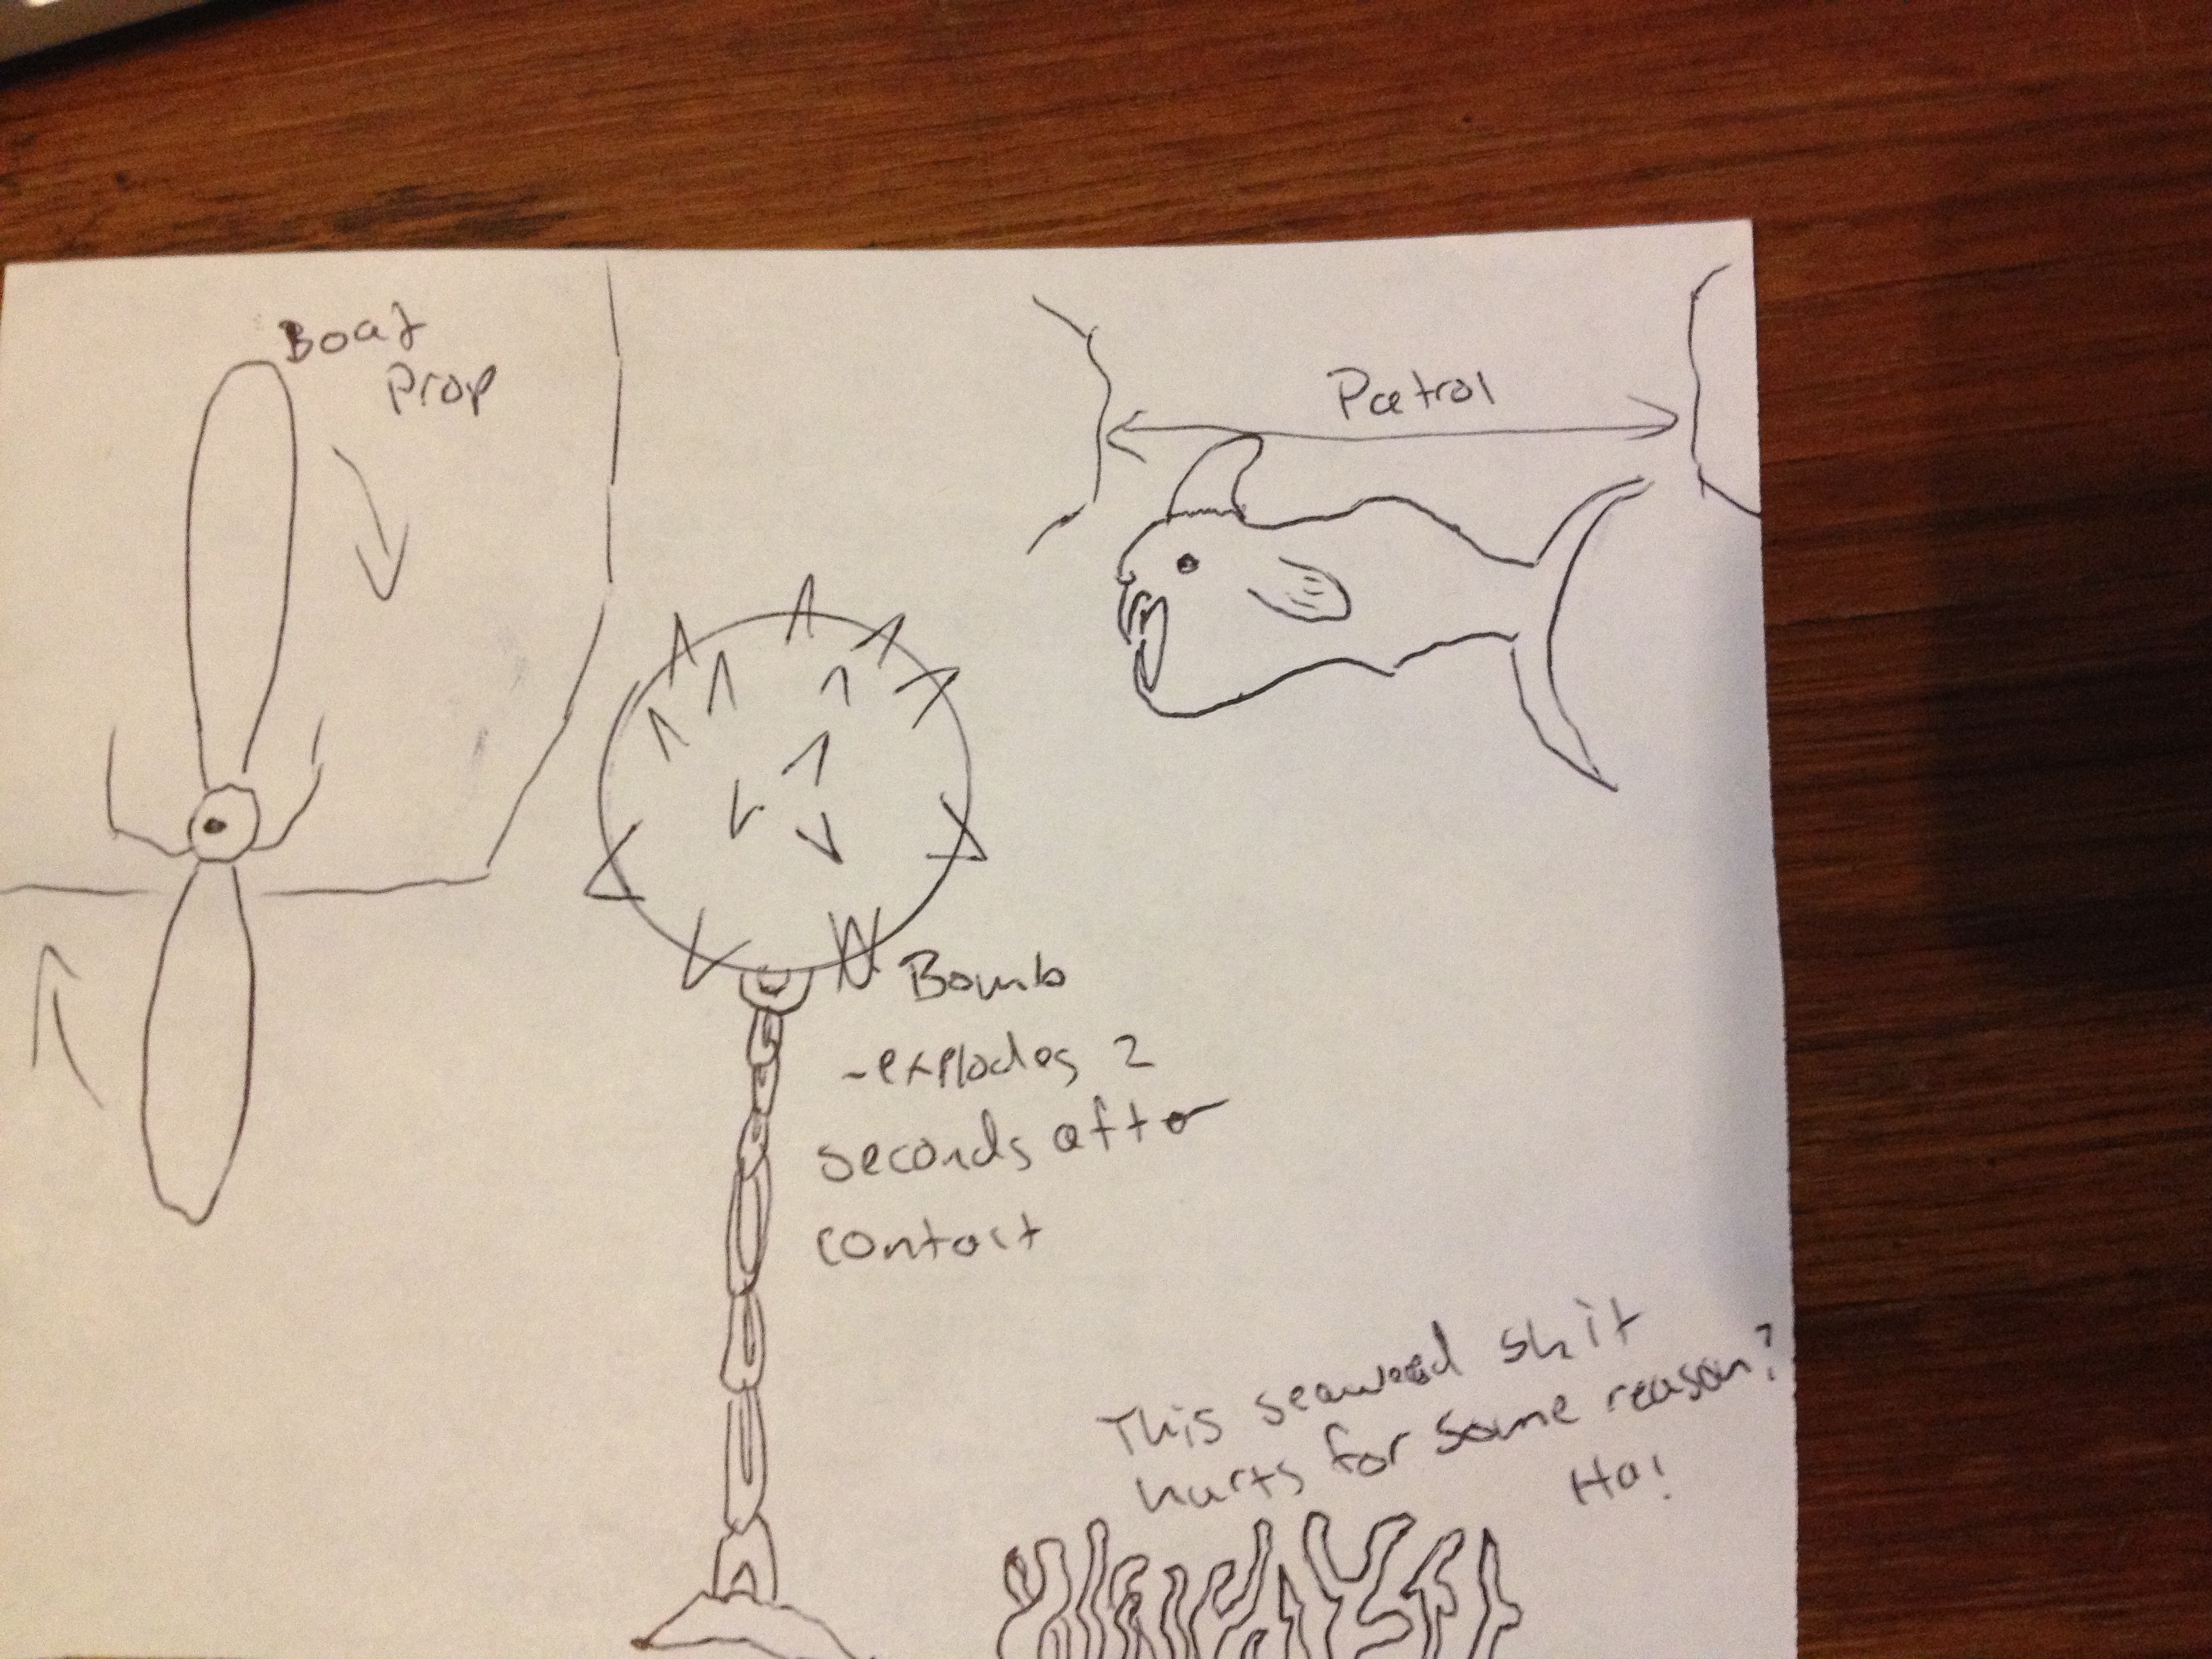 Boat
Prop
Patrol
Bomb
-explodes 2
seconds after
contact
This seaweed shit
hurts for some reason?
Ha!